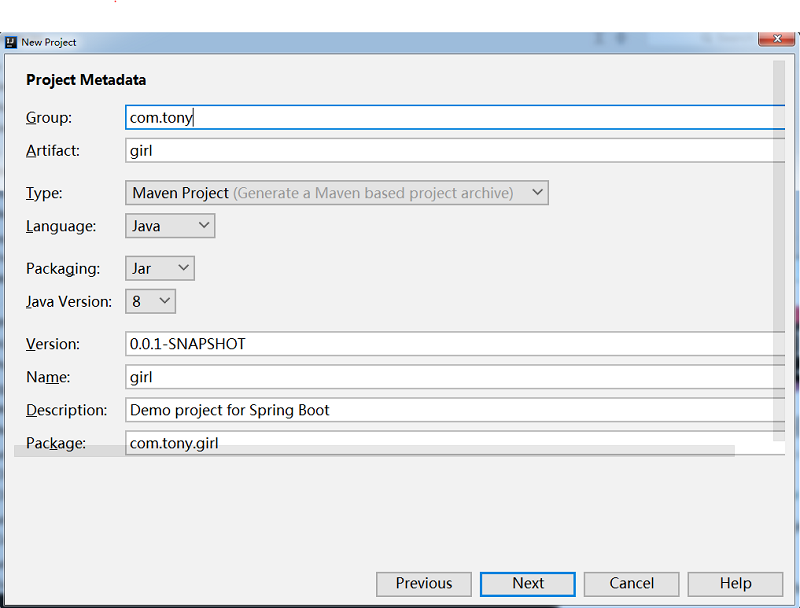 New Project
Project Metadata
Group: com.tony
Artifact: girl
Type: Maven Project (Generate a Maven based project archive)
Language: Java
Packaging: Jar
Java Version: 8
Version: 0.0.1-SNAPSHOT
Name: girl
Description: Demo project for Spring Boot
Package: com.tony.girl
Previous Next Cancel Help